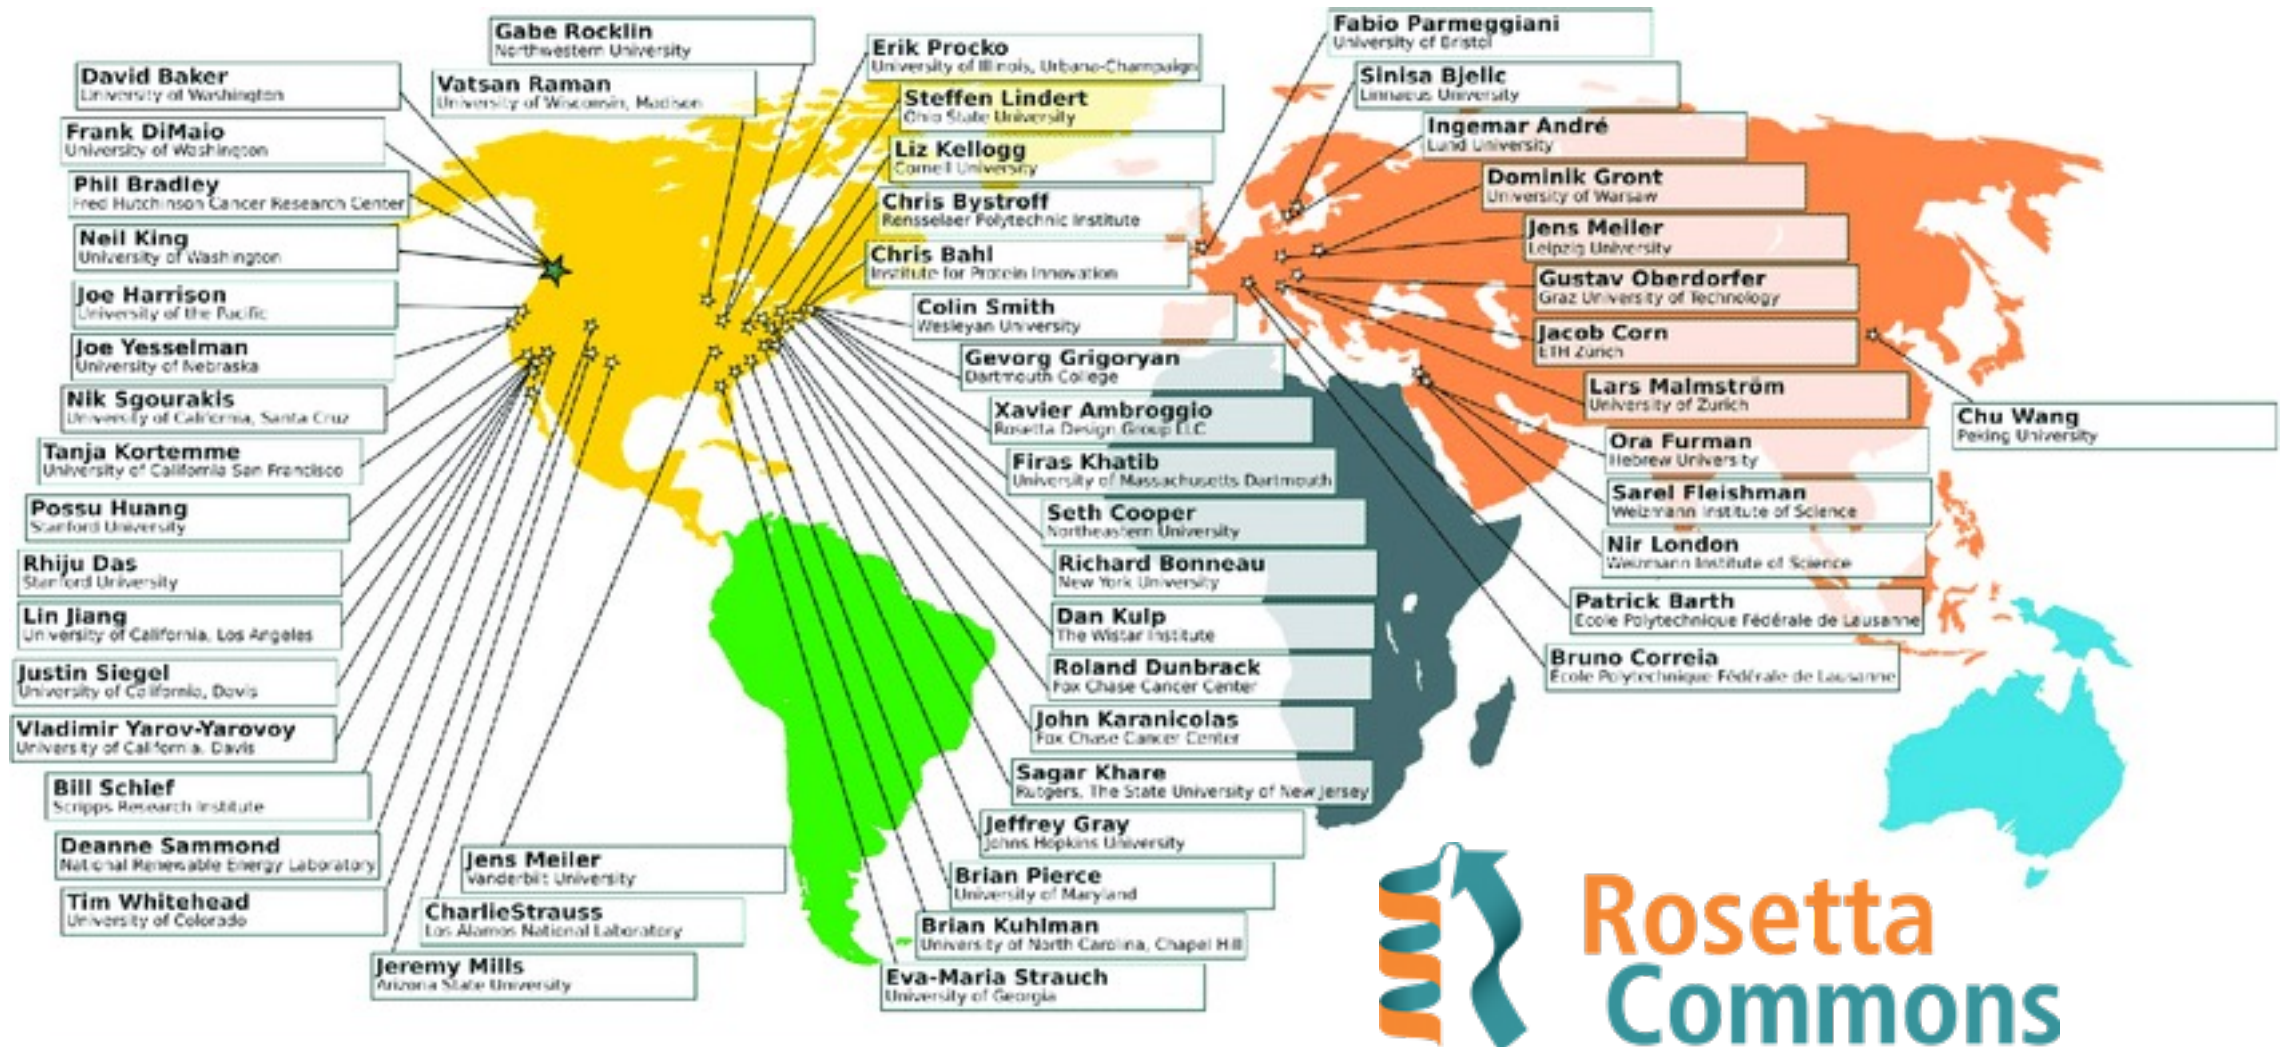 Gabe Rocklin
Northwestern University
David Baker
University of Washington
Vatsan Raman
University of Wisconsin, Madison
Frank DiMaio
University of Washington
Phil Bradley
Fred Hutchinson Cancer Research Center
Neil King
University of Washington
Joe Harrison
University of the Pacific
Joe Yesselman
University of Nebraska
Nik Sgourakis
University of California, Santa Cruz
Tanja Kortemme
University of California San Francisco
Possu Huang
Stanford University
Rhiju Das
Stanford University
Lin Jiang
University of California, Los Angeles
Justin Siegel
University of California, Davis
Vladimir Yarov-Yarovoy
University of California, Davis
Bill Schief
Scripps Research Institute
Deanne Sammond
National Renewable Energy Laboratory
Tim Whitehead
University of Colorado
Jens Meiler
Vanderbilt University
CharlieStrauss
Los Alamos National Laboratory
Jeremy Mills
Arizona State University
Erik Procko
University of Illinois, Urbana-Champaign
Steffen Lindert
Ohio State University
Liz Kellogg
Cornell University
Chris Bystroff
Rensselaer Polytechnic Institute
Chris Bahl
Institute for Protein Innovation
Colin Smith
Wesleyan University
Gevorg Grigoryan
Dartmouth College
Xavier Ambroggio
Rosetta Design Group LLC
Firas Khatib
University of Massachusetts Dartmouth
Seth Cooper
Northeastern University
Richard Bonneau
New York University
Dan Kulp
The Wistar Institute
Roland Dunbrack
Fox Chase Cancer Center
John Karanicolas
Fox Chase Cancer Center
Sagar Khare
Rutgers, The State University of New Jersey
Jeffrey Gray
Johns Hopkins University
Brian Pierce
University of Maryland
Brian Kuhlman
University of North Carolina, Chapel Hill
Eva-Maria Strauch
University of Georgia
Fabio Parmeggiani
University of Bristol
Sinisa Bjelic
Linnaeus University
Ingemar André
Lund University
Dominik Gront
University of Warsaw
Jens Meiler
Leipzig University
Gustav Oberdorfer
Graz University of Technology
Jacob Corn
ETH Zürich
Lars Malmström
University of Zurich
Chu Wang
Peking University
Ora Furman
Hebrew University
Sarel Fleishman
Weizmann Institute of Science
Nir London
Weizmann Institute of Science
Patrick Barth
École Polytechnique Fédérale de Lausanne
Bruno Correia
École Polytechnique Fédérale de Lausanne
Rosetta
Commons